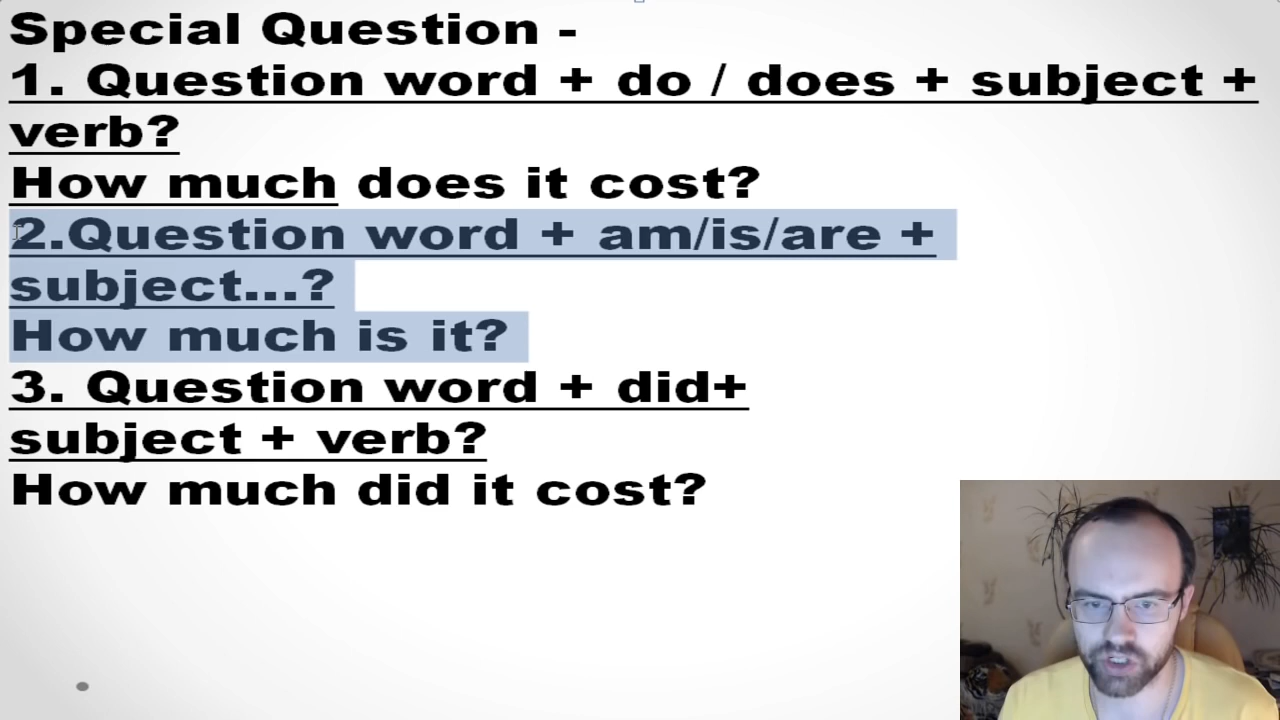 Special Question -
1. Question word + do / does + subject +
verb?
How much does it cost?
2.Question word + am/is/are +
subject...?
How much is it?
3. Question word + did+
subject + verb?
How much did it cost?